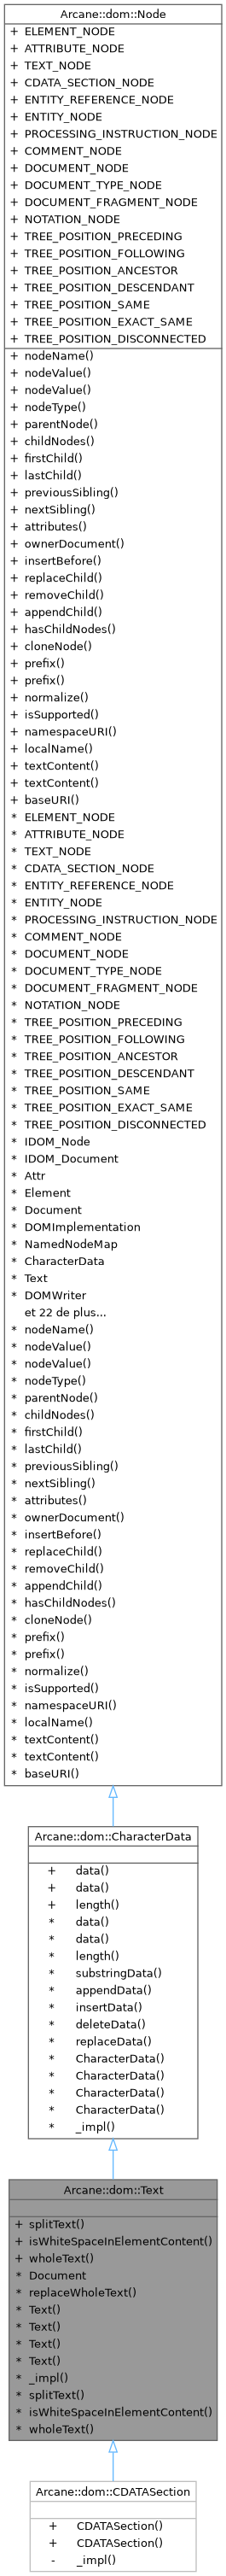 Arcane::dom::Node
+ ELEMENT_NODE
+ ATTRIBUTE_NODE
+ TEXT_NODE
+ CDATA_SECTION_NODE
+ ENTITY_REFERENCE_NODE
+ ENTITY_NODE
+ PROCESSING_INSTRUCTION_NODE
+ COMMENT_NODE
+ DOCUMENT_NODE
+ DOCUMENT_TYPE_NODE
+ DOCUMENT_FRAGMENT_NODE
+ NOTATION_NODE
+ TREE_POSITION_PRECEDING
+ TREE_POSITION_FOLLOWING
+ TREE_POSITION_ANCESTOR
+ TREE_POSITION_DESCENDANT
+ TREE_POSITION_SAME
+ TREE_POSITION_EXACT_SAME
+ TREE_POSITION_DISCONNECTED
+ nodeName()
+ nodeValue()
+ nodeValue()
+ nodeType()
+ parentNode()
+ childNodes()
+ firstChild()
+ lastChild()
+ previousSibling()
+ nextSibling()
+ attributes()
+ ownerDocument()
+ insertBefore()
+ replaceChild()
+ removeChild()
+ appendChild()
+ hasChildNodes()
+ cloneNode()
+ prefix()
+ prefix()
+ normalize()
+ isSupported()
+ namespaceURI()
+ localName()
+ textContent()
+ textContent()
+ baseURI()
* ELEMENT_NODE
* ATTRIBUTE_NODE
* TEXT_NODE
* CDATA_SECTION_NODE
* ENTITY_REFERENCE_NODE
* ENTITY_NODE
* PROCESSING_INSTRUCTION_NODE
* COMMENT_NODE
* DOCUMENT_NODE
* DOCUMENT_TYPE_NODE
* DOCUMENT_FRAGMENT_NODE
* NOTATION_NODE
* TREE_POSITION_PRECEDING
* TREE_POSITION_FOLLOWING
* TREE_POSITION_ANCESTOR
* TREE_POSITION_DESCENDANT
* TREE_POSITION_SAME
* TREE_POSITION_EXACT_SAME
* TREE_POSITION_DISCONNECTED
* IDOM_Node
* IDOM_Document
* Attr
* Element
* Document
* DOMImplementation
* NamedNodeMap
* CharacterData
* Text
* DOMWriter
et 22 de plus...
* nodeName()
* nodeValue()
* nodeValue()
* nodeType()
* parentNode()
* childNodes()
* firstChild()
* lastChild()
* previousSibling()
* nextSibling()
* attributes()
* ownerDocument()
* insertBefore()
* replaceChild()
* removeChild()
* appendChild()
* hasChildNodes()
* cloneNode()
* prefix()
* prefix()
* normalize()
* isSupported()
* namespaceURI()
* localName()
* textContent()
* textContent()
* baseURI()
Arcane::dom::CharacterData
+ data()
+ data()
+ length()
* data()
* data()
* length()
* substringData()
* appendData()
* insertData()
* deleteData()
* replaceData()
* CharacterData()
* CharacterData()
* CharacterData()
* CharacterData()
* _impl()
Arcane::dom::Text
+ splitText()
+ isWhiteSpaceInElementContent()
+ wholeText()
* Document
* replaceWholeText()
* Text()
* Text()
* Text()
* Text()
* _impl()
* splitText()
* isWhiteSpaceInElementContent()
* wholeText()
Arcane::dom::CDATASection
+ CDATASection()
+ CDATASection()
- _impl()